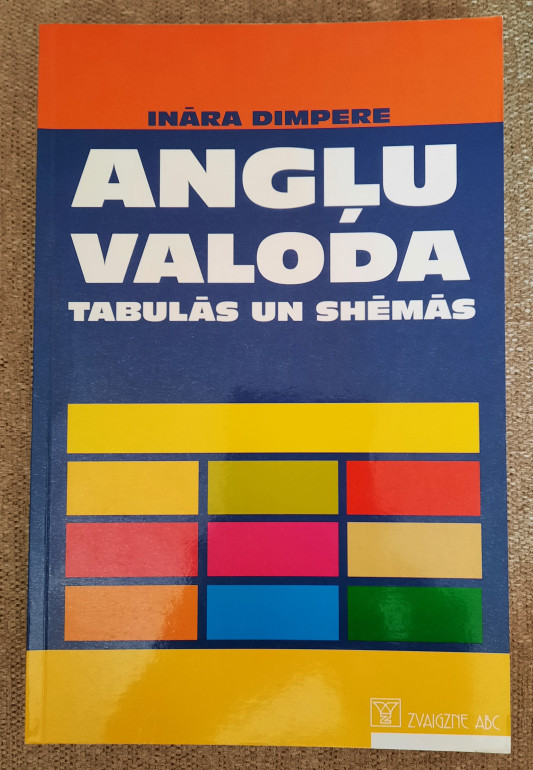 INĀRA DIMPERE
ANGĻU
VALODA
TABULĀS UN SHĒMĀS
ZVAIGZNE ABC